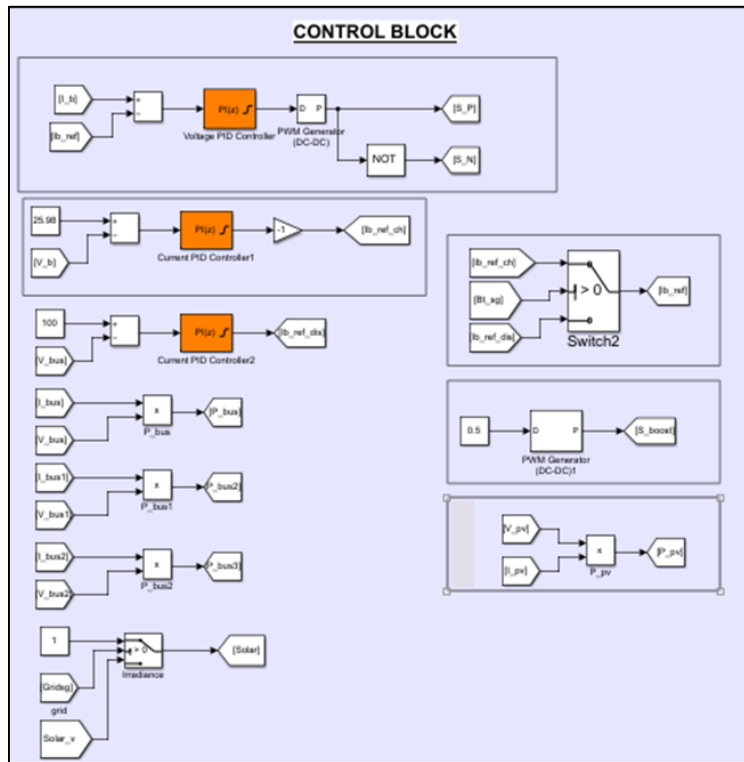 CONTROL BLOCK
[I_b]
[Ib_ref]
+
−
PI(z)
Voltage PID Controller
D P
PWM Generator
(DC-DC)
NOT
[S_P]
[S_N]
25.98
[V_b]
+
−
PI(z)
Current PID Controller1
-1
[Ib_ref_ch]
100
[V_bus]
+
−
PI(z)
Current PID Controller2
[Ib_ref_dis]
[I_bus]
[V_bus]
x
P_bus
[P_bus]
[I_bus1]
[V_bus1]
x
P_bus1
[P_bus2]
[I_bus2]
[V_bus2]
x
P_bus2
[P_bus3]
1
[Gridsg]
grid
Solar_v
> 0
Irradiance
[Solar]
[Ib_ref_ch]
[Bt_sg]
[Ib_ref_dis]
> 0
Switch2
[Ib_ref]
0.5
D P
PWM Generator
(DC-DC)1
[S_boost]
[V_pv]
[I_pv]
x
P_pv
[P_pv]